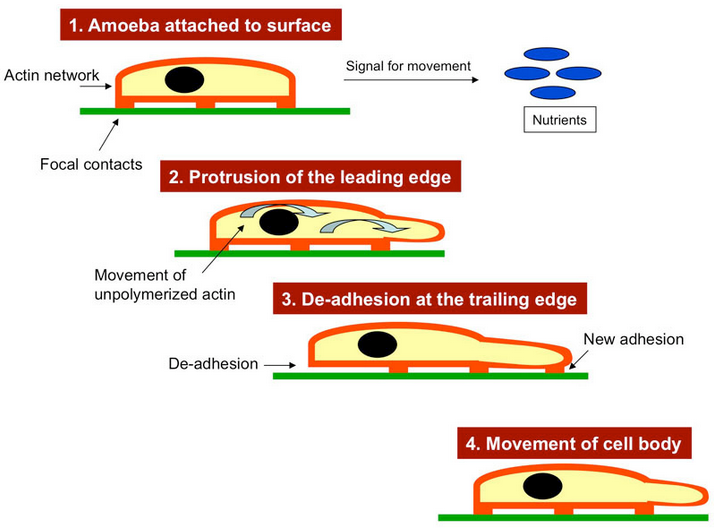 1. Amoeba attached to surface
Actin network
Signal for movement
Nutrients
Focal contacts
2. Protrusion of the leading edge
Movement of
unpolymerized actin
3. De-adhesion at the trailing edge
New adhesion
De-adhesion
4. Movement of cell body